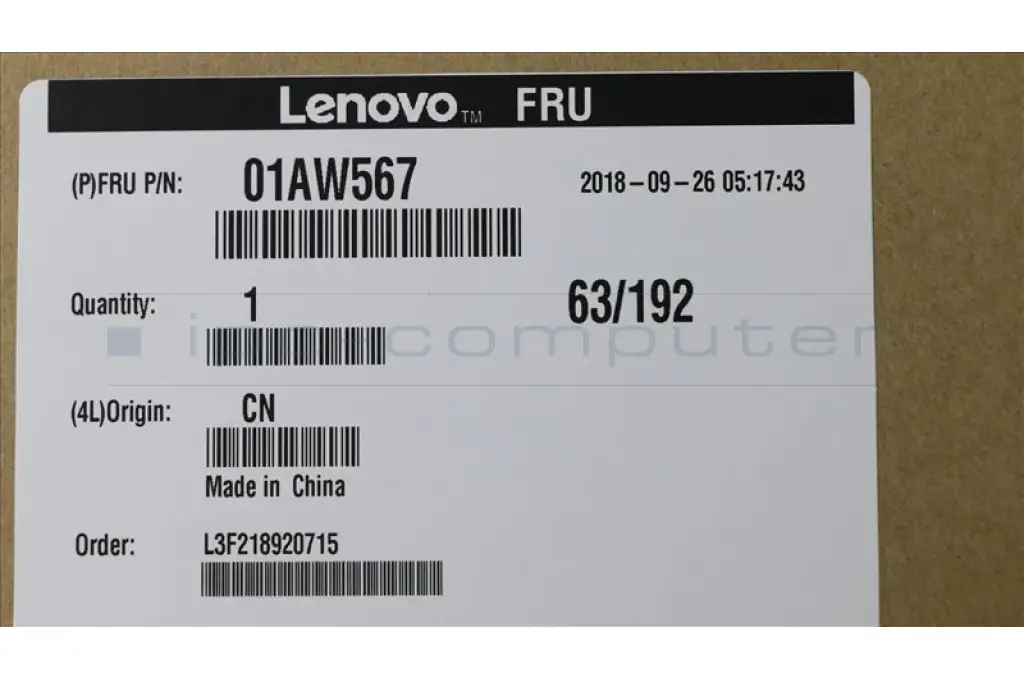 Lenovo™ FRU
(P)FRU P/N: 01AW567 2018-09-26 05:17:43
Quantity: 1 63/192
computer
(4L)Origin: CN
Made in China
Order: L3F218920715